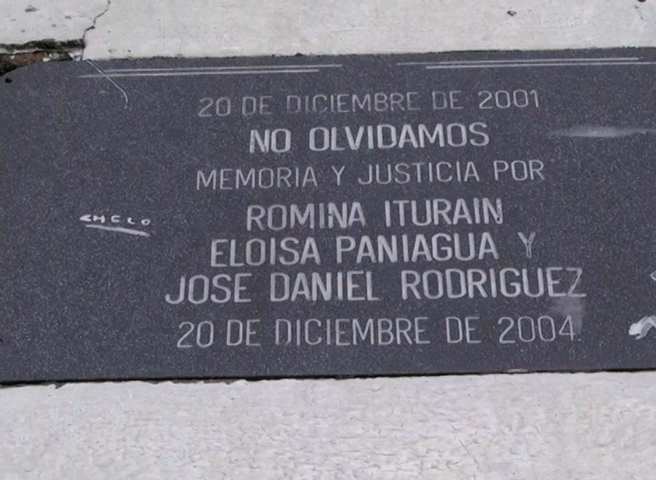 20 DE DICIEMBRE DE 2001
NO OLVIDAMOS
MEMORIA Y JUSTICIA POR
ROMINA ITURAIN
ELOISA PANIAGUA Y
JOSE DANIEL RODRIGUEZ
20 DE DICIEMBRE DE 2004